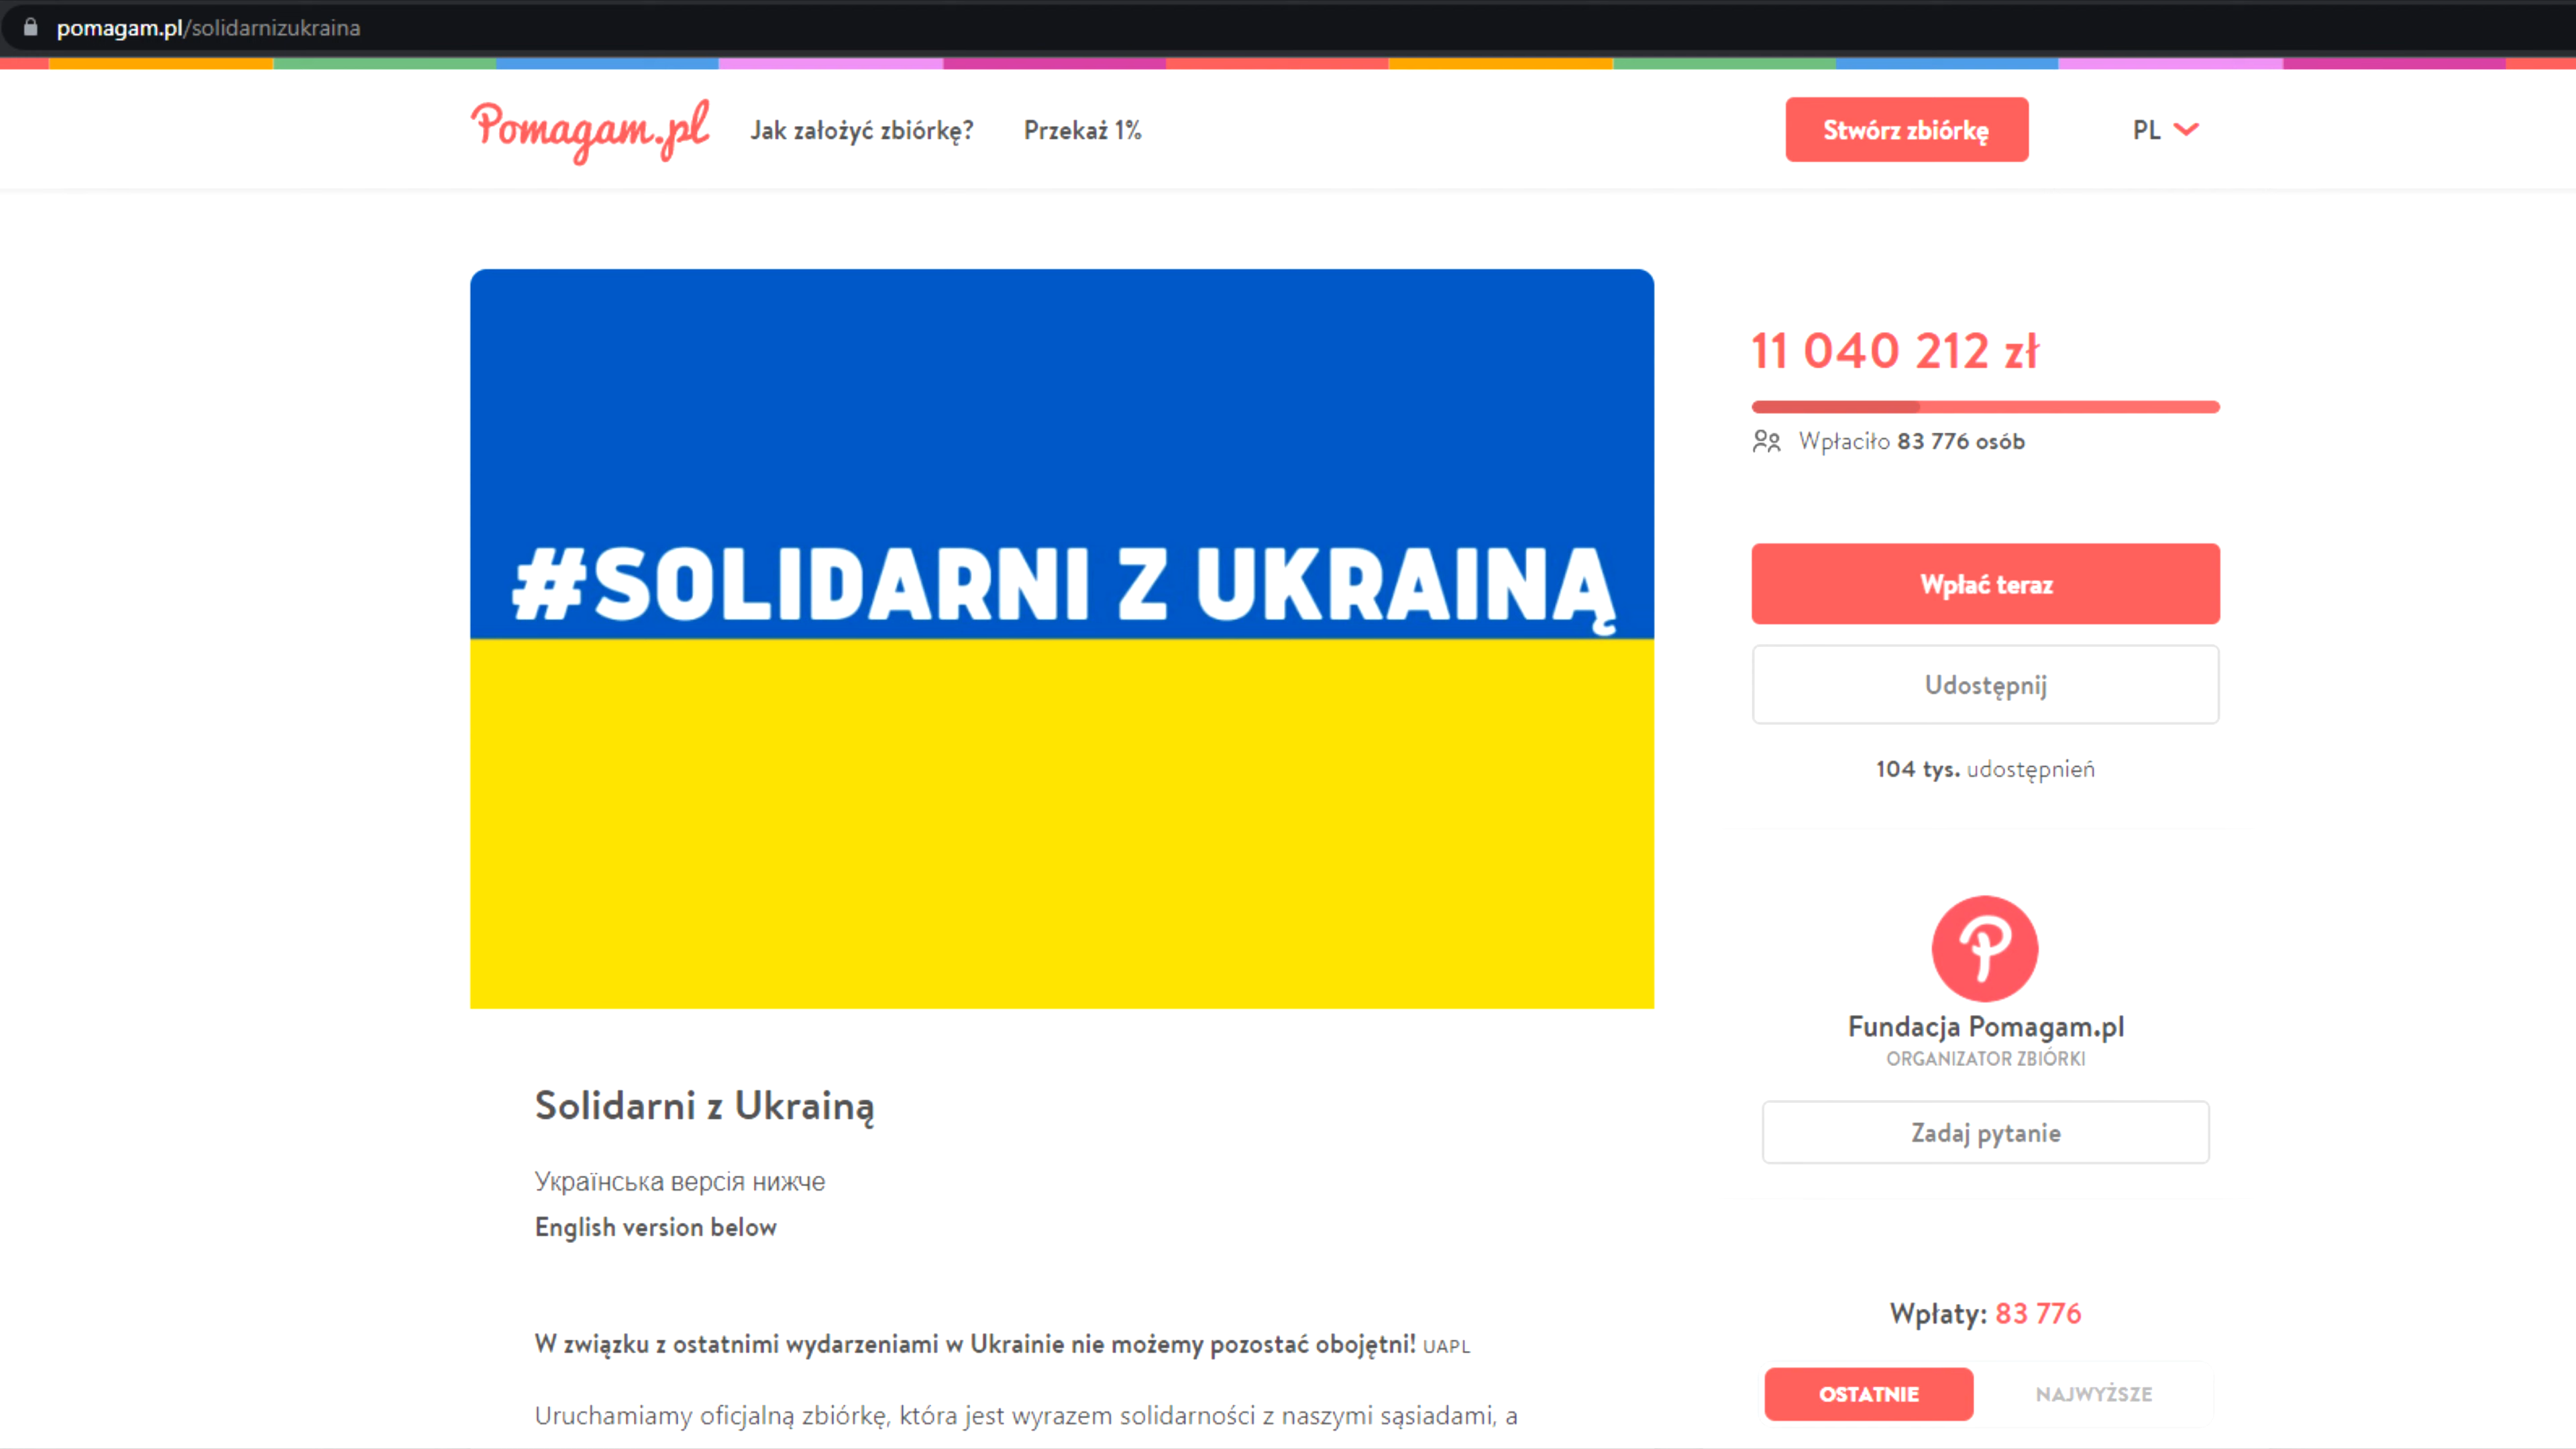 pomagam.pl/solidarnizukraina
Pomagam.pl
Jak założyć zbiórkę?
Przekaż 1%
Stwórz zbiórkę
PL
#SOLIDARNI Z UKRAINĄ
11 040 212 zł
Wpłaciło 83 776 osób
Wpłać teraz
Udostępnij
104 tys. udostępnień
P
Fundacja Pomagam.pl
ORGANIZATOR ZBIÓRKI
Zadaj pytanie
Wpłaty: 83 776
OSTATNIE
NAJWYŻSZE
Solidarni z Ukrainą
Українська версія нижче
English version below
W związku z ostatnimi wydarzeniami w Ukrainie nie możemy pozostać obojętni! UAPL
Uruchamiamy oficjalną zbiórkę, która jest wyrazem solidarności z naszymi sąsiadami, a